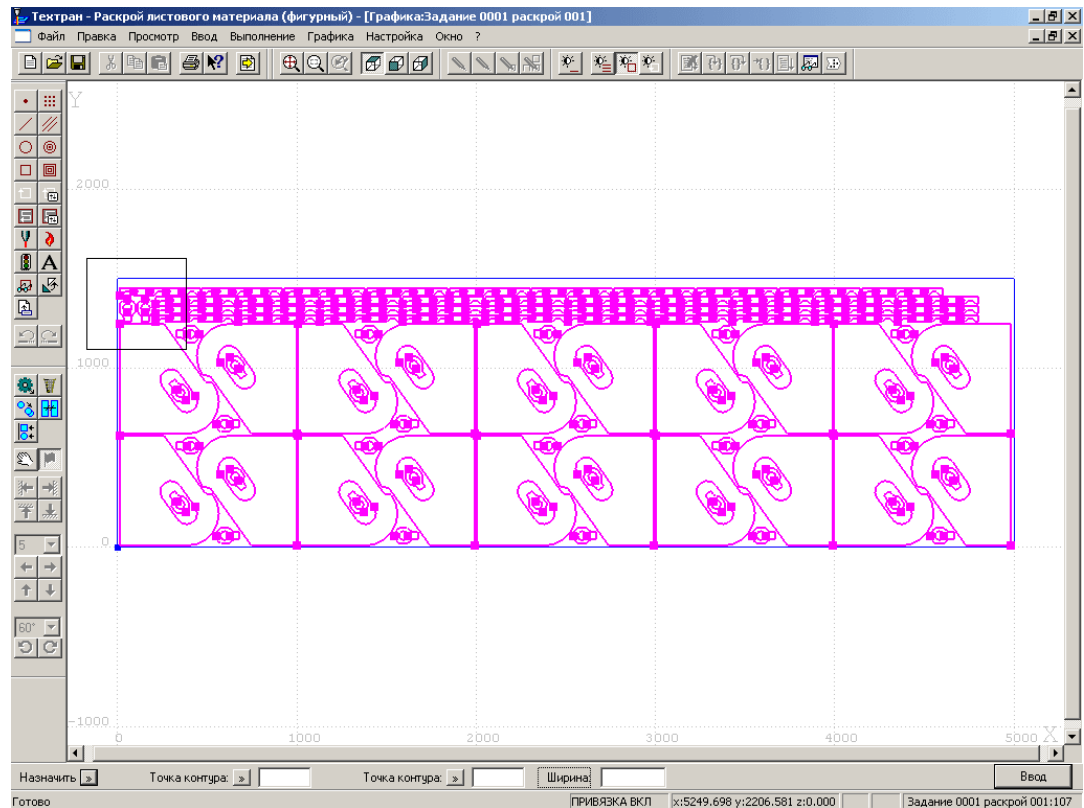 Техтран - Раскрой листового материала (фигурный) - [Графика:Задание 0001 раскрой 001]
Файл Правка Просмотр Ввод Выполнение Графика Настройка Окно ?
Y
2000
1000
0
-1000
0 1000 2000 3000 4000 5000 X
A
5
60°
Назначить » Точка контура: » Точка контура: » Ширина: Ввод
Готово ПРИВЯЗКА ВКЛ x:5249.698 y:2206.581 z:0.000 Задание 0001 раскрой 001:107